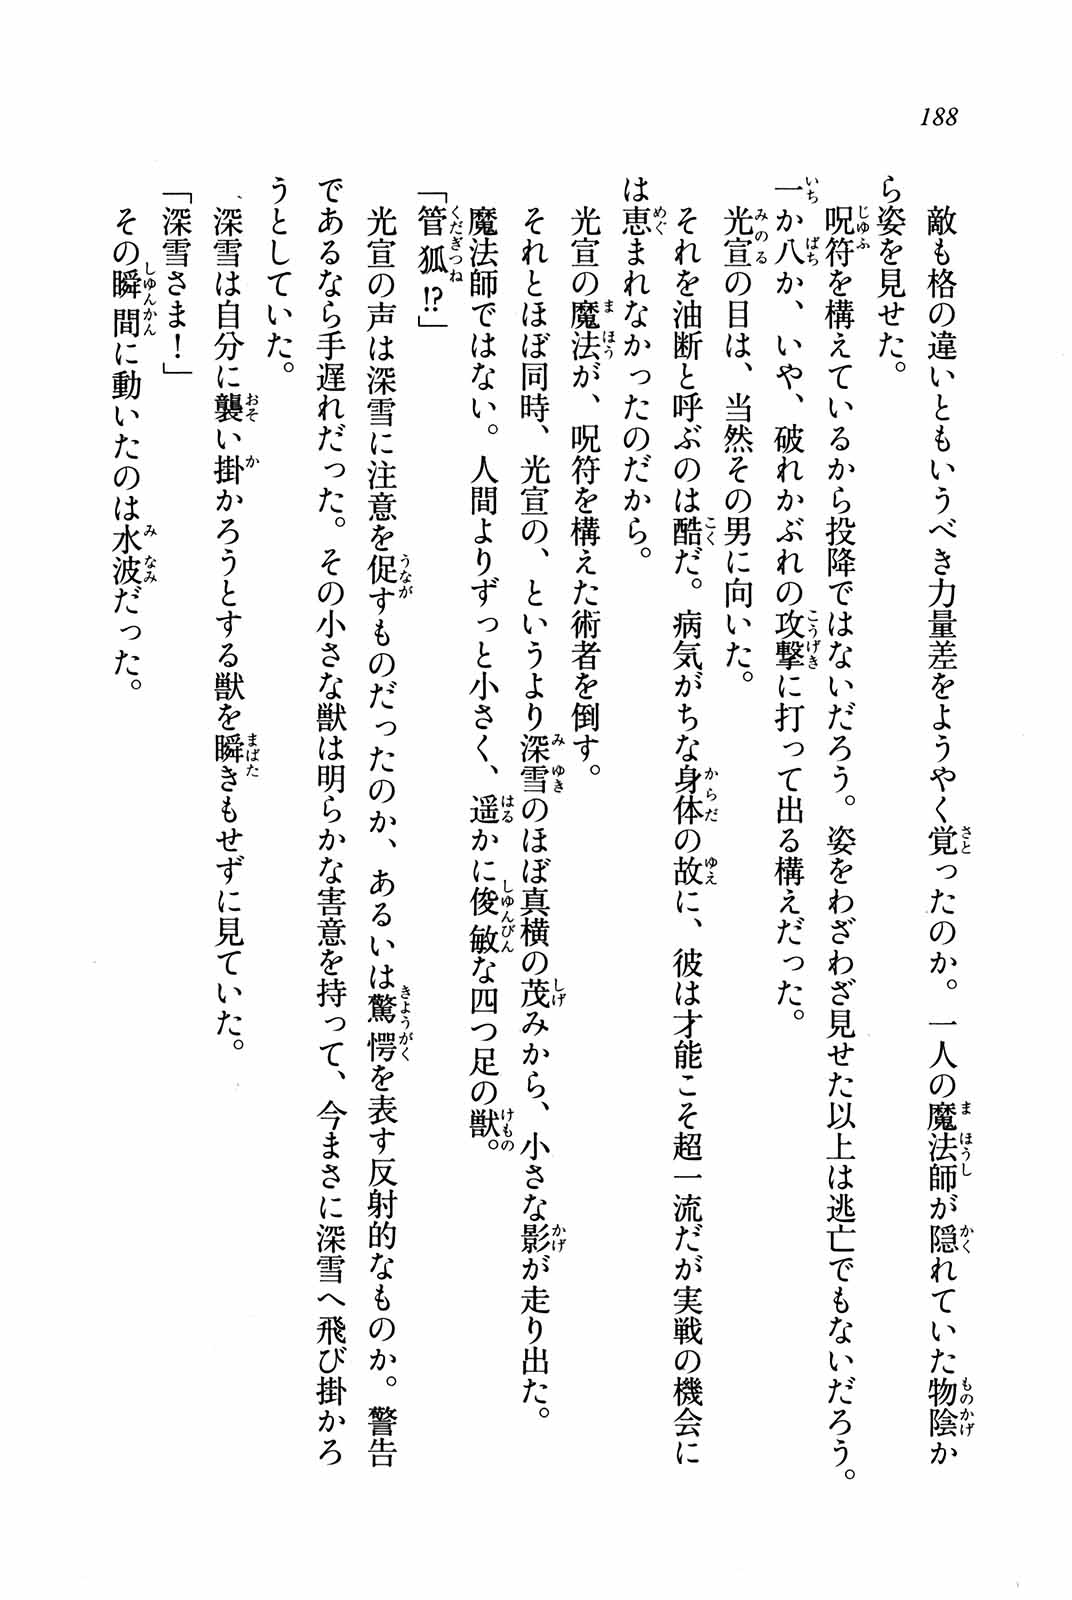 188
敵も格の違いともいうべき力量差をようやく覚ったのか。一人の魔法師が隠れていた物陰か
ら姿を見せた。
呪符を構えているから投降ではないだろう。姿をわざわざ見せた以上は逃亡でもないだろう。
一か八か、いや、破れかぶれの攻撃に打って出る構えだった。
光宣の目は、当然その男に向いた。
それを油断と呼ぶのは酷だ。病気がちな身体の故に、彼は才能こそ超一流だが実戦の機会に
は恵まれなかったのだから。
光宣の魔法が、呪符を構えた術者を倒す。
それとほぼ同時、光宣の、というより深雪のほぼ真横の茂みから、小さな影が走り出た。
魔法師ではない。人間よりずっと小さく、遥かに俊敏な四つ足の獣。
「管狐!?」
光宣の声は深雪に注意を促すものだったのか、あるいは驚愕を表す反射的なものか。警告
であるなら手遅れだった。その小さな獣は明らかな害意を持って、今まさに深雪へ飛び掛かろ
うとしていた。
深雪は自分に襲い掛かろうとする獣を瞬きもせずに見ていた。
「深雪さま！」
その瞬間に動いたのは水波だった。